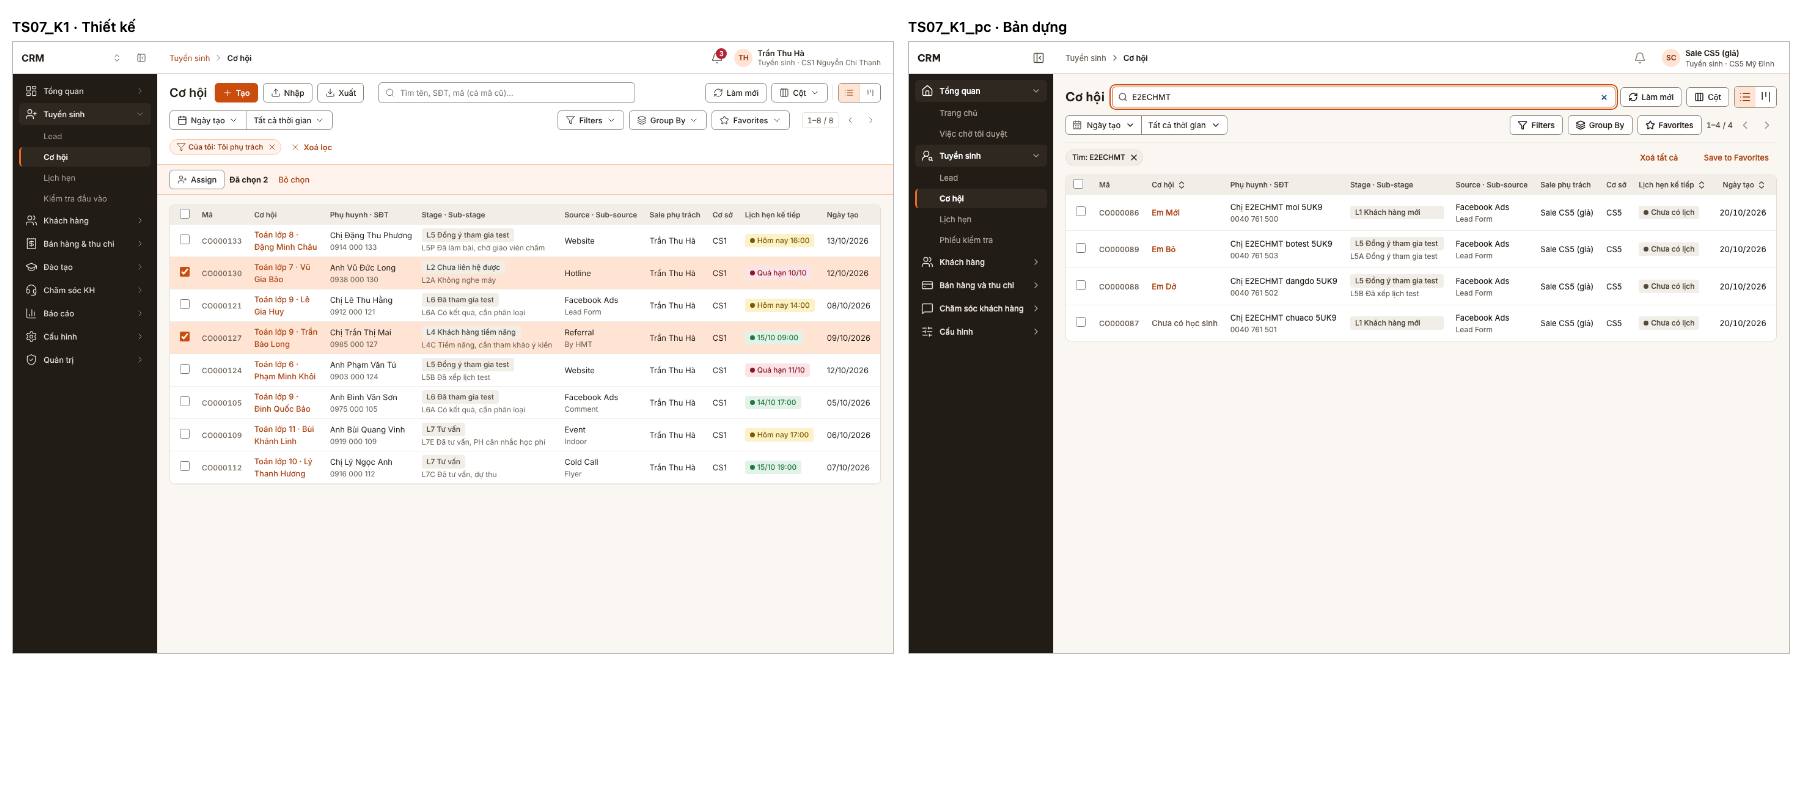 TS07_K1 · Thiết kế
CRM
Tuyển sinh > Cơ hội
3
TH
Trần Thu Hà
Tuyển sinh · CS1 Nguyễn Chí Thanh
Tổng quan
Tuyển sinh
Lead
Cơ hội
Lịch hẹn
Kiểm tra đầu vào
Khách hàng
Bán hàng & thu chi
Đào tạo
Chăm sóc KH
Báo cáo
Cấu hình
Quản trị
Cơ hội
+ Tạo
Nhập
Xuất
Tìm tên, SĐT, mã (cả mã cũ)...
Làm mới
Cột
Ngày tạo
Tất cả thời gian
Filters
Group By
Favorites
1–8 / 8
Của tôi: Tôi phụ trách ×
× Xoá lọc
Assign
Đã chọn 2
Bỏ chọn
Mã Cơ hội Phụ huynh · SĐT Stage · Sub-stage Source · Sub-source Sale phụ trách Cơ sở Lịch hẹn kế tiếp Ngày tạo
CO000133 Toán lớp 8 · Đặng Minh Châu Chị Đặng Thu Phương 0914 000 133 L5 Đồng ý tham gia test L5P Đã làm bài, chờ giáo viên chấm Website Trần Thu Hà CS1 Hôm nay 16:00 13/10/2026
CO000130 Toán lớp 7 · Vũ Gia Bảo Anh Vũ Đức Long 0938 000 130 L2 Chưa liên hệ được L2A Không nghe máy Hotline Trần Thu Hà CS1 Quá hạn 10/10 12/10/2026
CO000121 Toán lớp 9 · Lê Gia Huy Chị Lê Thu Hằng 0912 000 121 L6 Đã tham gia test L6A Có kết quả, cần phân loại Facebook Ads Lead Form Trần Thu Hà CS1 Hôm nay 14:00 08/10/2026
CO000127 Toán lớp 9 · Trần Bảo Long Chị Trần Thị Mai 0985 000 127 L4 Khách hàng tiềm năng L4C Tiềm năng, cần tham khảo ý kiến Referral By HMT Trần Thu Hà CS1 15/10 09:00 09/10/2026
CO000124 Toán lớp 6 · Phạm Minh Khôi Anh Phạm Văn Tú 0903 000 124 L5 Đồng ý tham gia test L5B Đã xếp lịch test Website Trần Thu Hà CS1 Quá hạn 11/10 12/10/2026
CO000105 Toán lớp 9 · Đinh Quốc Bảo Anh Đinh Văn Sơn 0975 000 105 L6 Đã tham gia test L6A Có kết quả, cần phân loại Facebook Ads Comment Trần Thu Hà CS1 14/10 17:00 05/10/2026
CO000109 Toán lớp 11 · Bùi Khánh Linh Anh Bùi Quang Vinh 0919 000 109 L7 Tư vấn L7E Đã tư vấn, PH cân nhắc học phí Event Indoor Trần Thu Hà CS1 Hôm nay 17:00 06/10/2026
CO000112 Toán lớp 10 · Lý Thanh Hương Chị Lý Ngọc Anh 0916 000 112 L7 Tư vấn L7C Đã tư vấn, dự thu Cold Call Flyer Trần Thu Hà CS1 15/10 19:00 07/10/2026
TS07_K1_pc · Bản dựng
CRM
Tuyển sinh > Cơ hội
SC
Sale CS5 (giả)
Tuyển sinh · CS5 Mỹ Đình
Tổng quan
Trang chủ
Việc chờ tôi duyệt
Tuyển sinh
Lead
Cơ hội
Lịch hẹn
Phiếu kiểm tra
Khách hàng
Bán hàng và thu chi
Chăm sóc khách hàng
Cấu hình
Cơ hội
E2ECHMT
Làm mới
Cột
Ngày tạo
Tất cả thời gian
Filters
Group By
Favorites
1–4 / 4
Tìm: E2ECHMT ×
Xoá tất cả
Save to Favorites
Mã Cơ hội Phụ huynh · SĐT Stage · Sub-stage Source · Sub-source Sale phụ trách Cơ sở Lịch hẹn kế tiếp Ngày tạo
CO000086 Em Mới Chị E2ECHMT moi 5UK9 0040 761 500 L1 Khách hàng mới Facebook Ads Lead Form Sale CS5 (giả) CS5 Chưa có lịch 20/10/2026
CO000089 Em Bỏ Chị E2ECHMT botest 5UK9 0040 761 503 L5 Đồng ý tham gia test L5A Đồng ý tham gia test Facebook Ads Lead Form Sale CS5 (giả) CS5 Chưa có lịch 20/10/2026
CO000088 Em Dở Chị E2ECHMT dangdo 5UK9 0040 761 502 L5 Đồng ý tham gia test L5B Đã xếp lịch test Facebook Ads Lead Form Sale CS5 (giả) CS5 Chưa có lịch 20/10/2026
CO000087 Chưa có học sinh Chị E2ECHMT chuaco 5UK9 0040 761 501 L1 Khách hàng mới Facebook Ads Lead Form Sale CS5 (giả) CS5 Chưa có lịch 20/10/2026